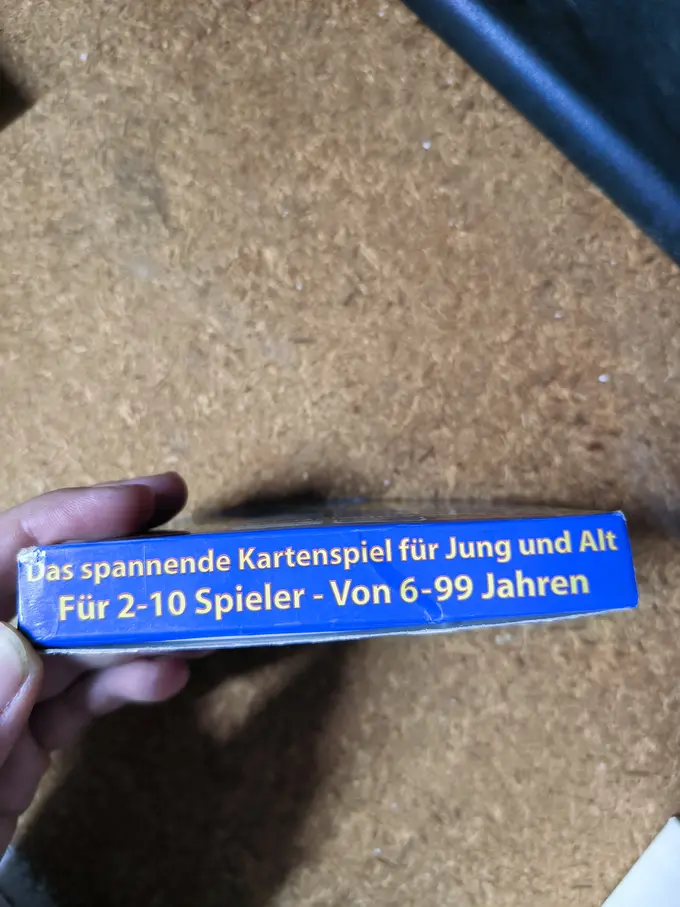 Das spannende Kartenspiel für Jung und Alt
Für 2-10 Spieler - Von 6-99 Jahren